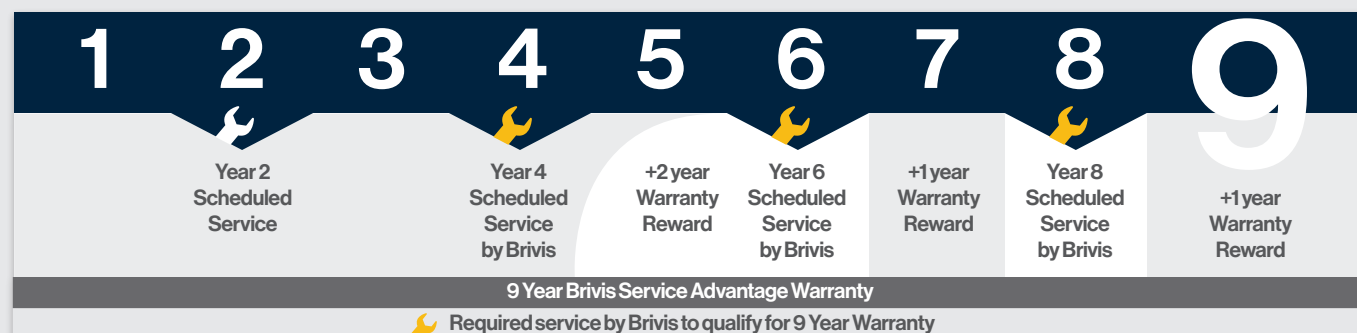 1 2 3 4 5 6 7 8 9
Year 2
Scheduled
Service
Year 4
Scheduled
Service
by Brivis
+2 year
Warranty
Reward
Year 6
Scheduled
Service
by Brivis
+1 year
Warranty
Reward
Year 8
Scheduled
Service
by Brivis
+1 year
Warranty
Reward
9 Year Brivis Service Advantage Warranty
Required service by Brivis to qualify for 9 Year Warranty